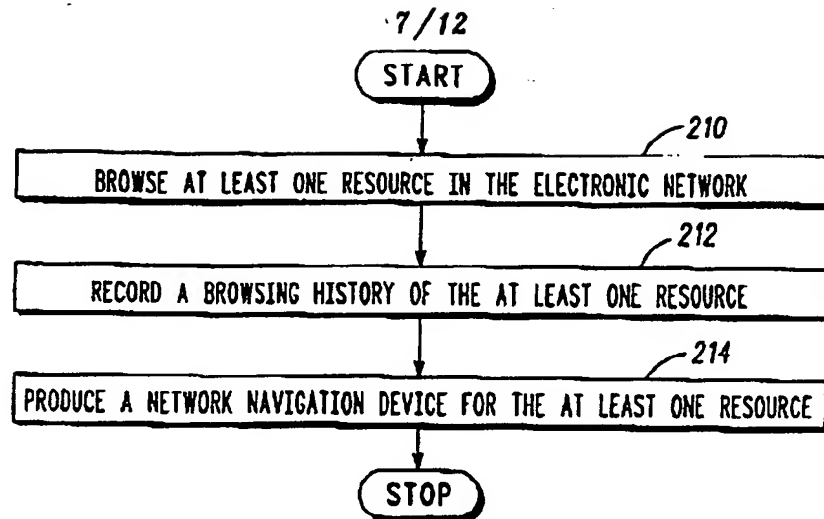 7/12
START
210
BROWSE AT LEAST ONE RESOURCE IN THE ELECTRONIC NETWORK
212
RECORD A BROWSING HISTORY OF THE AT LEAST ONE RESOURCE
214
PRODUCE A NETWORK NAVIGATION DEVICE FOR THE AT LEAST ONE RESOURCE
STOP